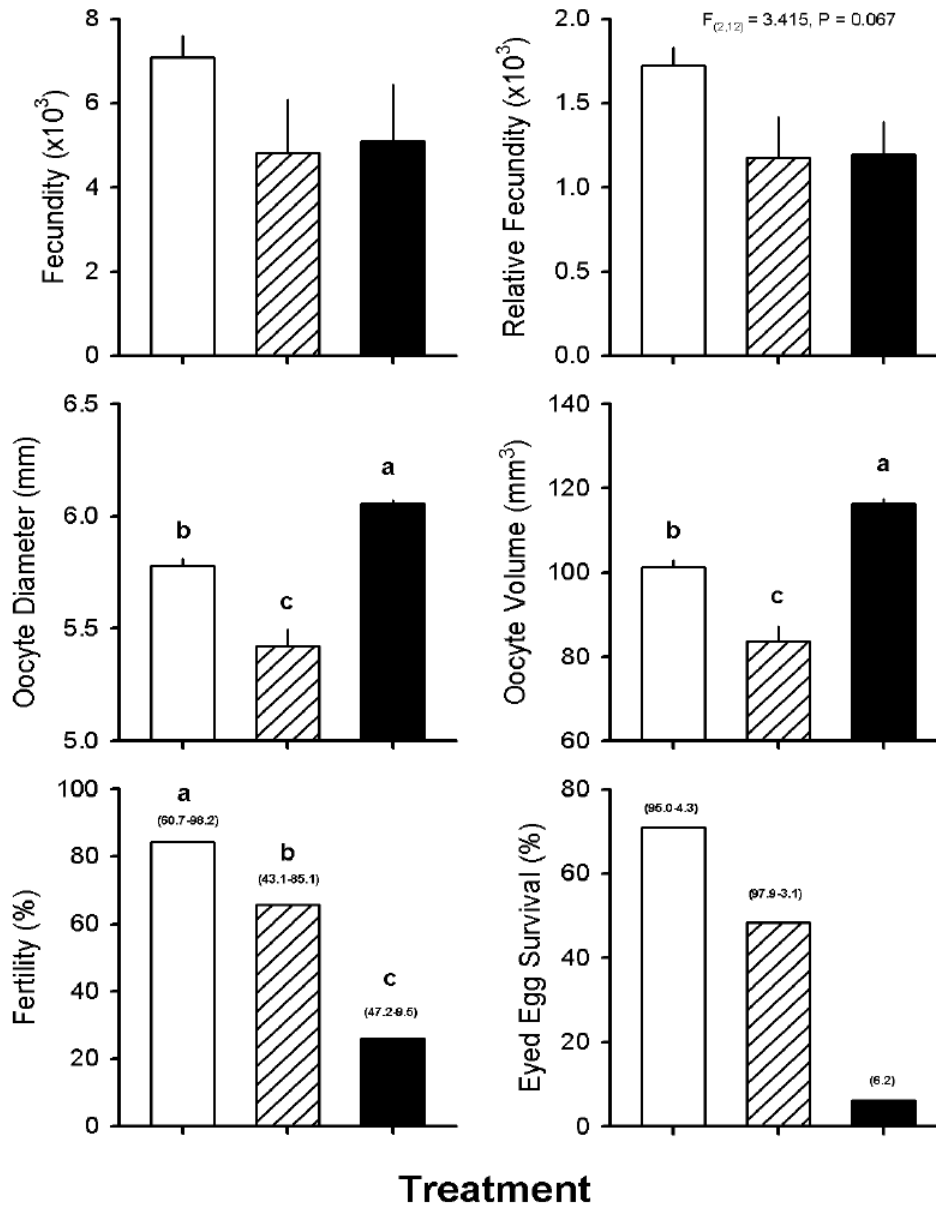 Fecundity (x10³)
8
6
4
2
0
Relative Fecundity (x10³)
2.0
1.5
1.0
0.5
0.0
F(2,12) = 3.415, P = 0.067
Oocyte Diameter (mm)
6.5
6.0
5.5
5.0
b
c
a
Oocyte Volume (mm³)
140
120
100
80
60
b
c
a
Fertility (%)
100
80
60
40
20
0
a
(60.7-98.2)
b
(43.1-85.1)
c
(47.2-9.5)
Eyed Egg Survival (%)
80
60
40
20
0
(95.0-4.3)
(97.9-3.1)
(6.2)
Treatment